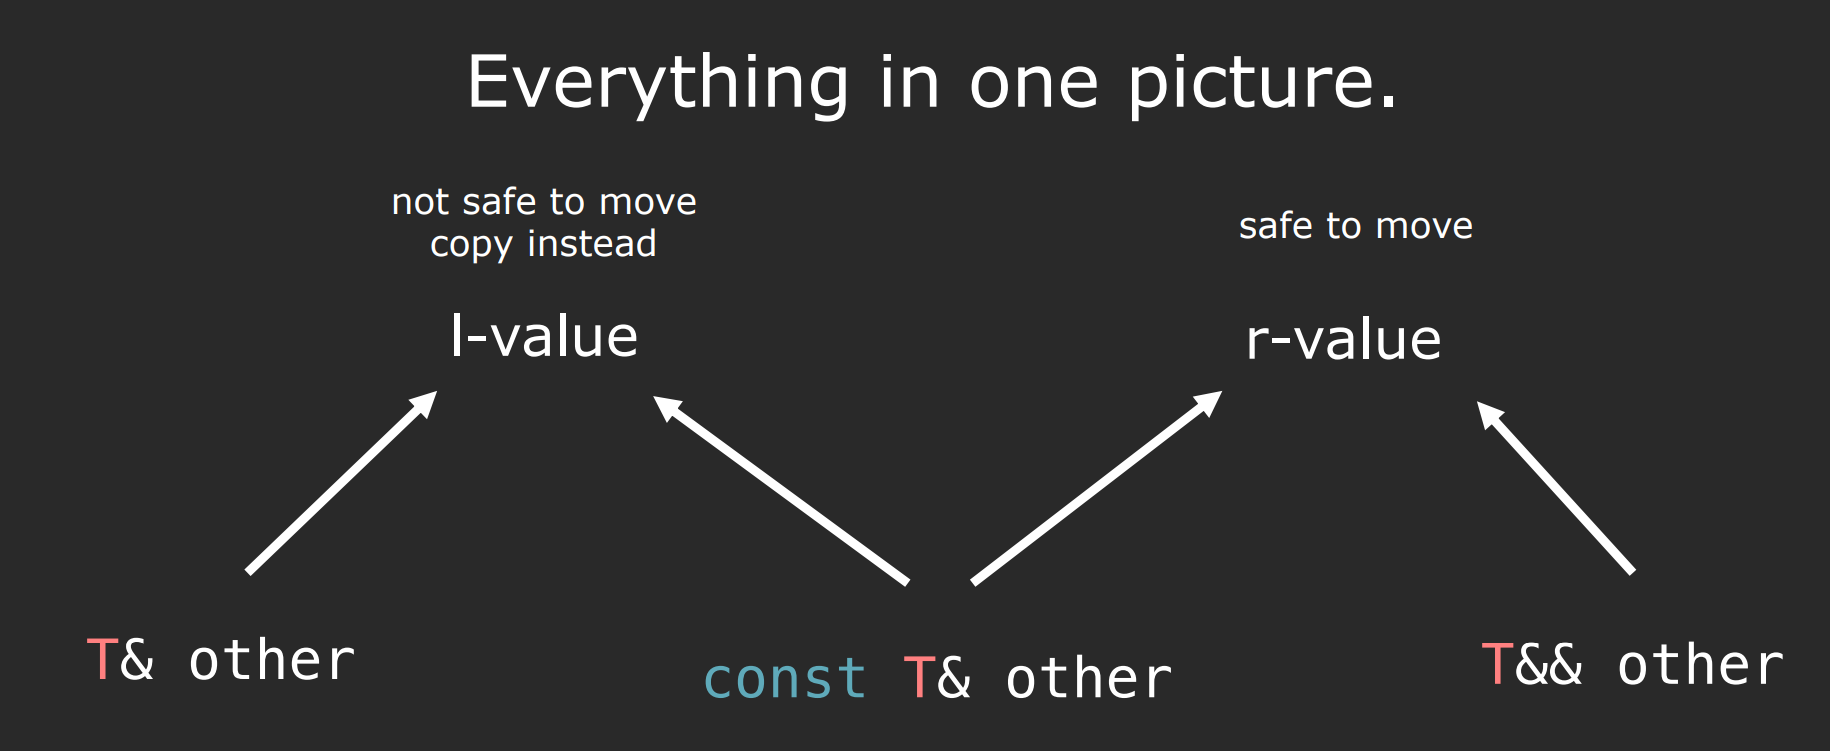 Everything in one picture.
not safe to move
copy instead
safe to move
l-value
r-value
T& other
const T& other
T&& other